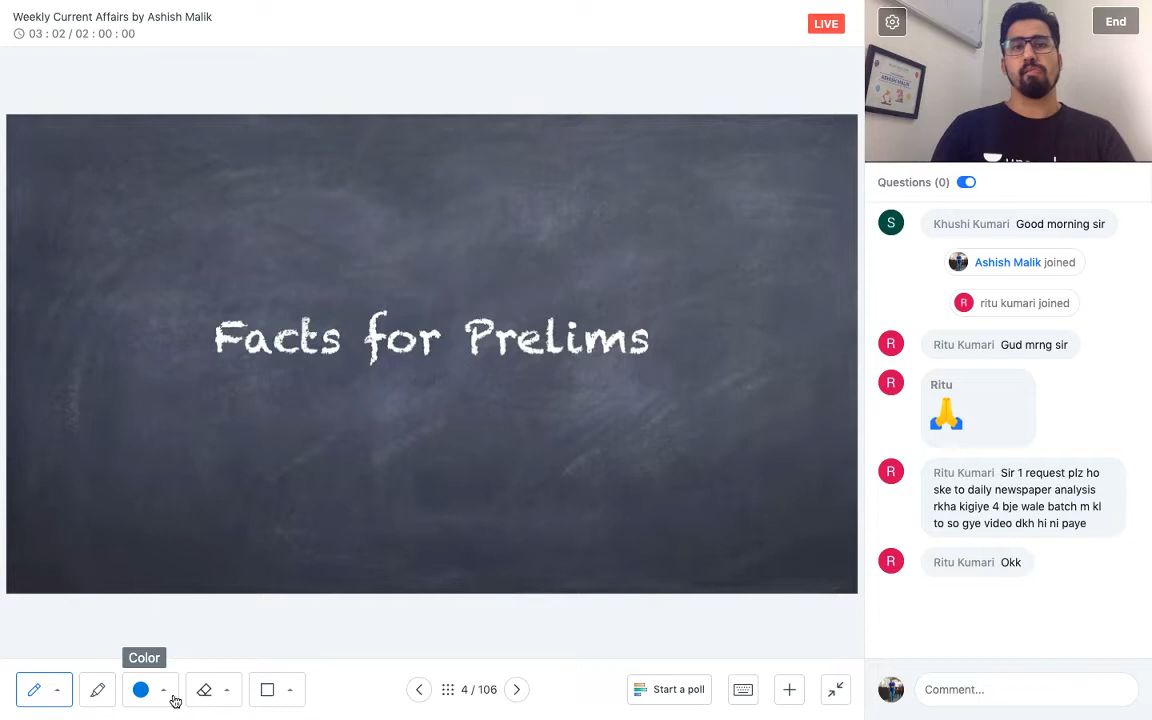 Weekly Current Affairs by Ashish Malik
03 : 02 / 02 : 00 : 00
LIVE
End
Questions (0)
Khushi Kumari Good morning sir
S
Ashish Malik joined
R ritu kumari joined
R
Ritu Kumari Gud mrng sir
R
Ritu
R
Ritu Kumari Sir 1 request plz ho
ske to daily newspaper analysis
rkha kigiye 4 bje wale batch m kl
to so gye video dkh hi ni paye
R
Ritu Kumari Okk
Facts for Prelims
Color
4 / 106
Start a poll
Comment...